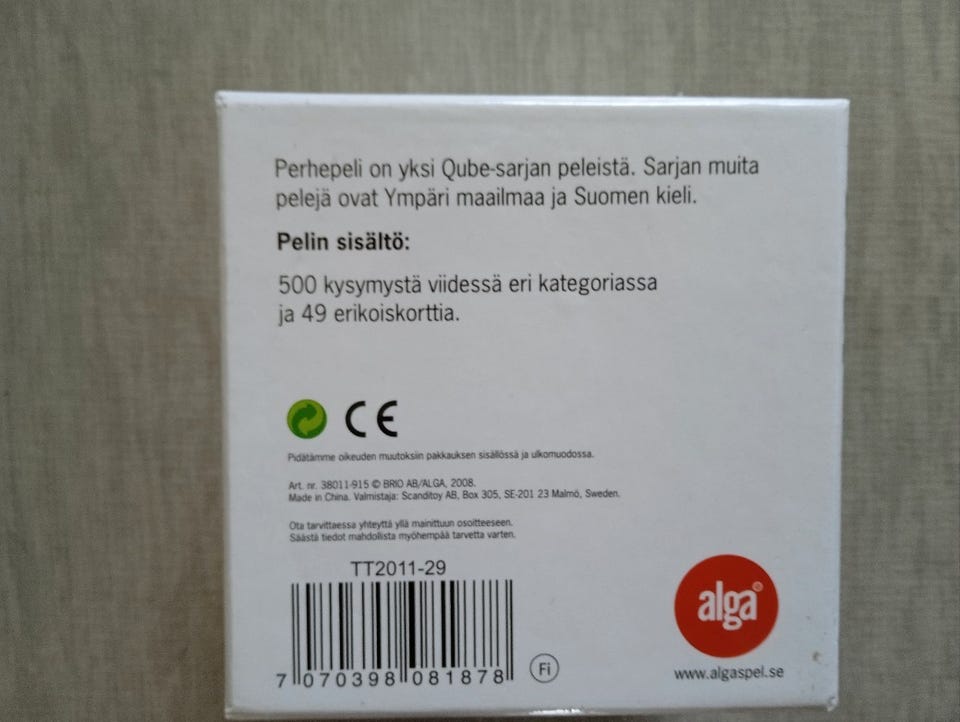 Perhepeli on yksi Qube-sarjan peleistä. Sarjan muita
pelejä ovat Ympäri maailmaa ja Suomen kieli.
Pelin sisältö:
500 kysymystä viidessä eri kategoriassa
ja 49 erikoiskorttia.
CE
Pidätämme oikeuden muutoksiin pakkauksen sisällössä ja ulkomuodossa.
Art. nr. 38011-915 © BRIO AB/ALGA, 2008.
Made in China. Valmistaja: Scanditoy AB, Box 305, SE-201 23 Malmö, Sweden.
Ota tarvittaessa yhteyttä yllä mainittuun osoitteeseen.
Säästä tiedot mahdollista myöhempää tarvetta varten.
TT2011-29
7 070398 081878
Fi
alga®
www.algaspel.se